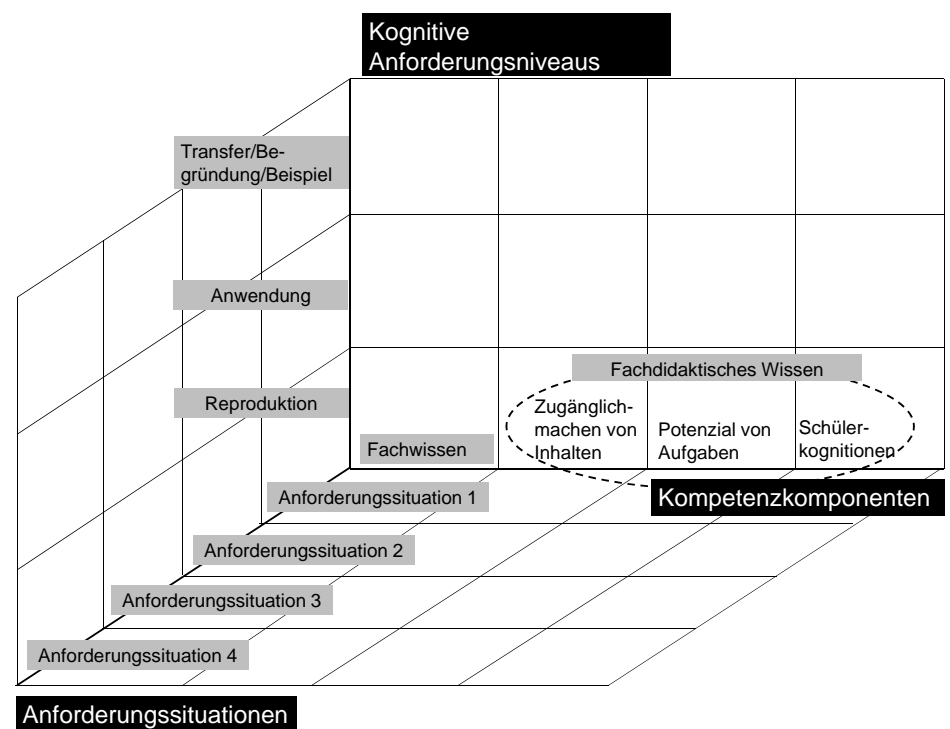 Kognitive
Anforderungsniveaus
Transfer/Be-
gründung/Beispiel
Anwendung
Reproduktion
Fachdidaktisches Wissen
Fachwissen
Zugänglich-
machen von
Inhalten
Potenzial von
Aufgaben
Schüler-
kognitionen
Kompetenzkomponenten
Anforderungssituation 1
Anforderungssituation 2
Anforderungssituation 3
Anforderungssituation 4
Anforderungssituationen